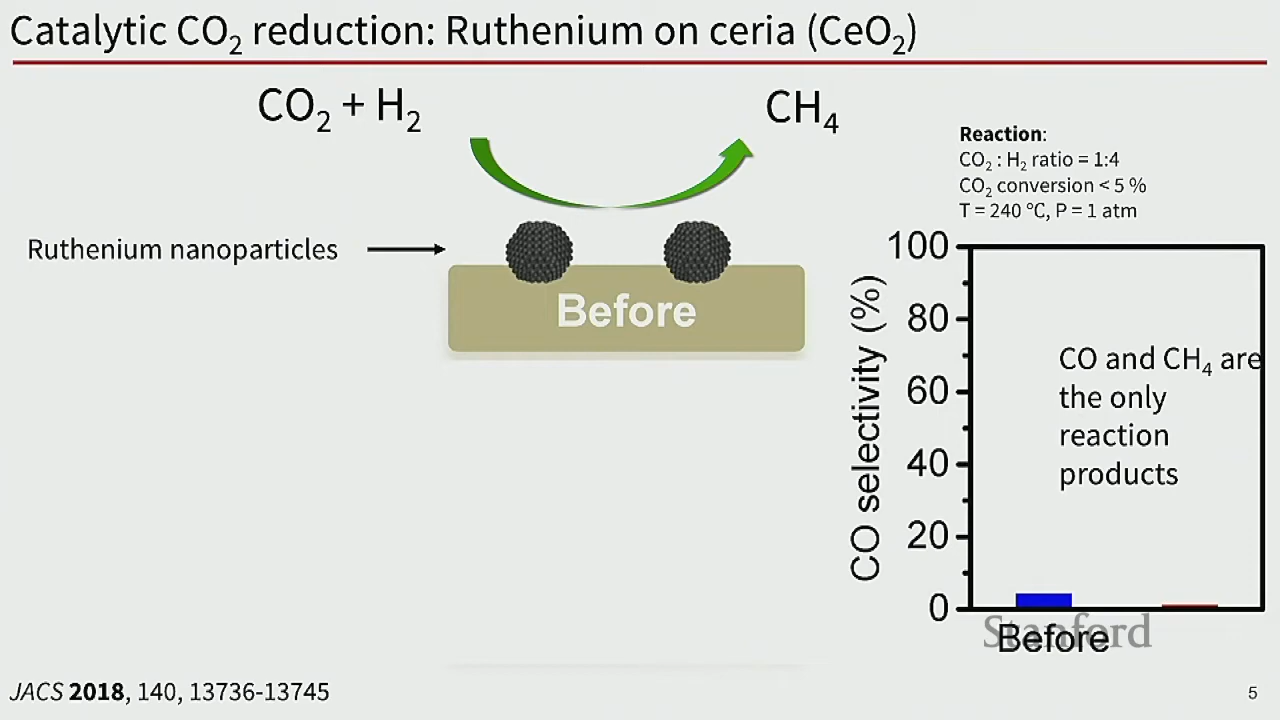 Catalytic CO₂ reduction: Ruthenium on ceria (CeO₂)
CO₂ + H₂
CH₄
Reaction:
CO₂ : H₂ ratio = 1:4
CO₂ conversion < 5 %
T = 240 °C, P = 1 atm
Ruthenium nanoparticles
Before
CO selectivity (%)
100
80
60
40
20
0
CO and CH₄ are
the only
reaction
products
Stanford
Before
JACS 2018, 140, 13736-13745
5